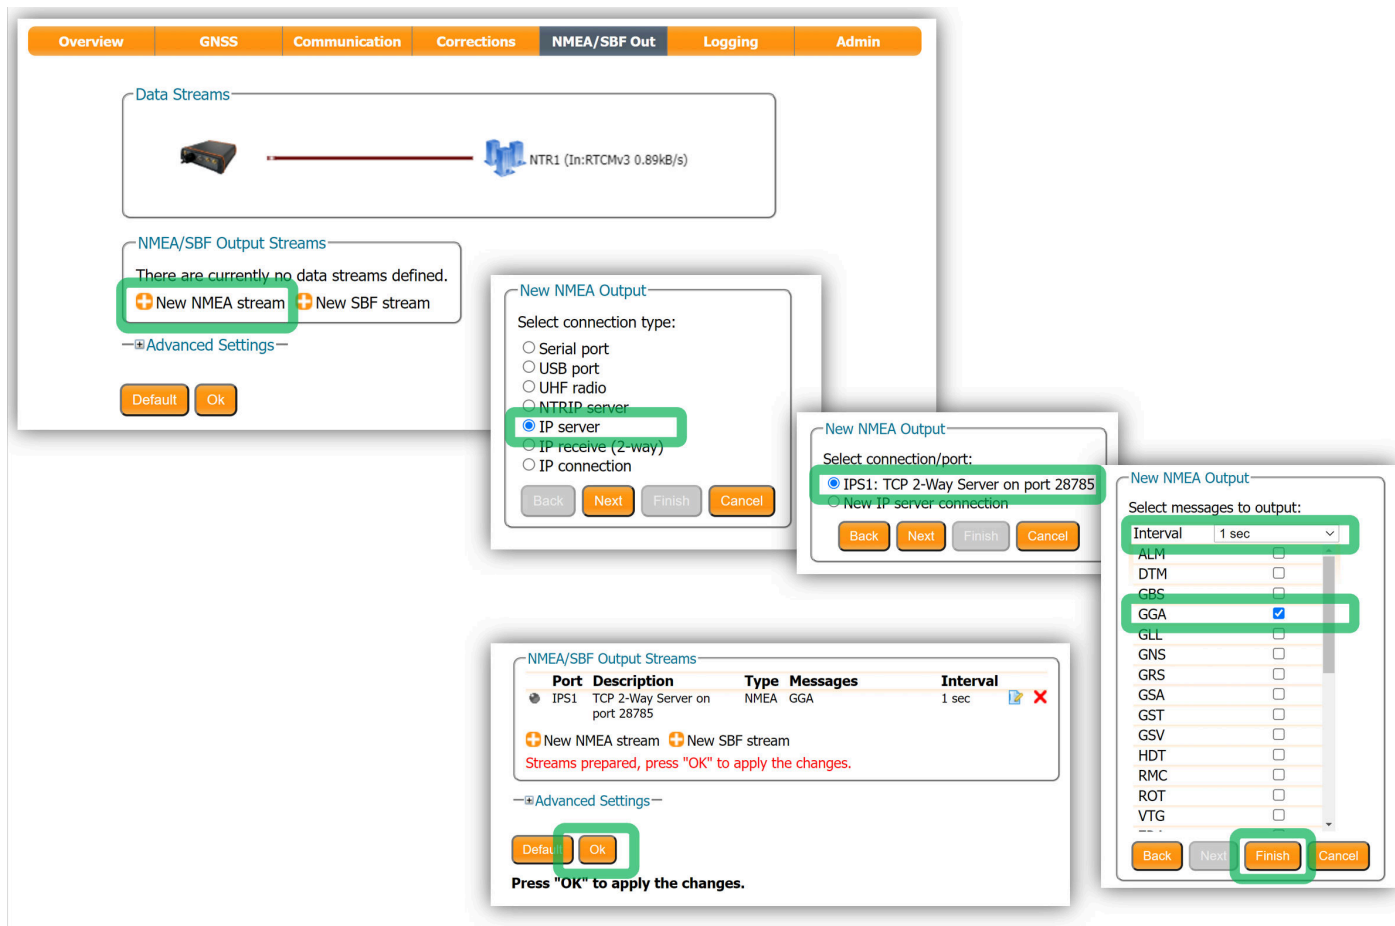 Overview GNSS Communication Corrections NMEA/SBF Out Logging Admin
Data Streams
NTR1 (In:RTCMv3 0.89kB/s)
NMEA/SBF Output Streams
There are currently no data streams defined.
New NMEA stream New SBF stream
Advanced Settings
Default Ok
New NMEA Output
Select connection type:
Serial port
USB port
UHF radio
NTRIP server
IP server
IP receive (2-way)
IP connection
Back Next Finish Cancel
New NMEA Output
Select connection/port:
IPS1: TCP 2-Way Server on port 28785
New IP server connection
Back Next Finish Cancel
New NMEA Output
Select messages to output:
Interval 1 sec
ALM
DTM
GBS
GGA
GLL
GNS
GRS
GSA
GST
GSV
HDT
RMC
ROT
VTG
Back Next Finish Cancel
NMEA/SBF Output Streams
Port Description Type Messages Interval
IPS1 TCP 2-Way Server on NMEA GGA 1 sec
port 28785
New NMEA stream New SBF stream
Streams prepared, press "OK" to apply the changes.
Advanced Settings
Default Ok
Press "OK" to apply the changes.